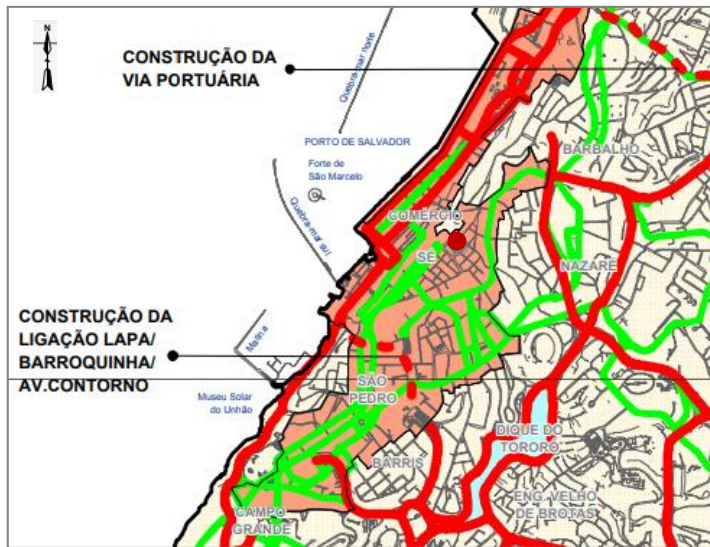 N
CONSTRUÇÃO DA
VIA PORTUÁRIA
Quebra-mar norte
PORTO DE SALVADOR
Forte de
São Marcelo
Quebra-mar sul
BARBALHO
COMÉRCIO
SÉ
NAZARÉ
CONSTRUÇÃO DA
LIGAÇÃO LAPA/
BARROQUINHA/
AV.CONTORNO
Marina
Museu Solar
do Unhão
SÃO
PEDRO
DIQUE DO
TORORO
BARRIS
ENG. VELHO
DE BROTAS
CAMPO
GRANDE